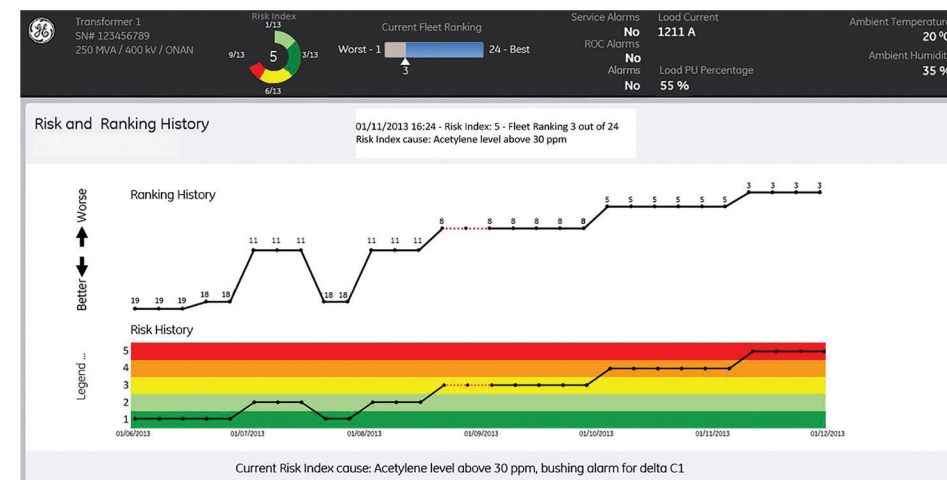 Transformer 1
SN# 123456789
250 MVA / 400 kV / ONAN
Risk Index
1/13
9/13
5
3/13
6/13
Current Fleet Ranking
Worst - 1
24 - Best
3
Service Alarms
No
ROC Alarms
No
Alarms
No
Load Current
1211 A
Load PU Percentage
55 %
Ambient Temperatur
20 ºC
Ambient Humidit
35 %
Risk and Ranking History
01/11/2013 16:24 - Risk Index: 5 - Fleet Ranking 3 out of 24
Risk Index cause: Acetylene level above 30 ppm
Ranking History
Better
Worse
19 19 19 18 18 11 11 11 18 18 11 11 11 8 8 8 8 8 8 5 5 5 5 5 5 3 3 3 3
Risk History
Legend ...
5
4
3
2
1
01/06/2013 01/07/2013 01/08/2013 01/09/2013 01/10/2013 01/11/2013 01/12/2013
Current Risk Index cause: Acetylene level above 30 ppm, bushing alarm for delta C1